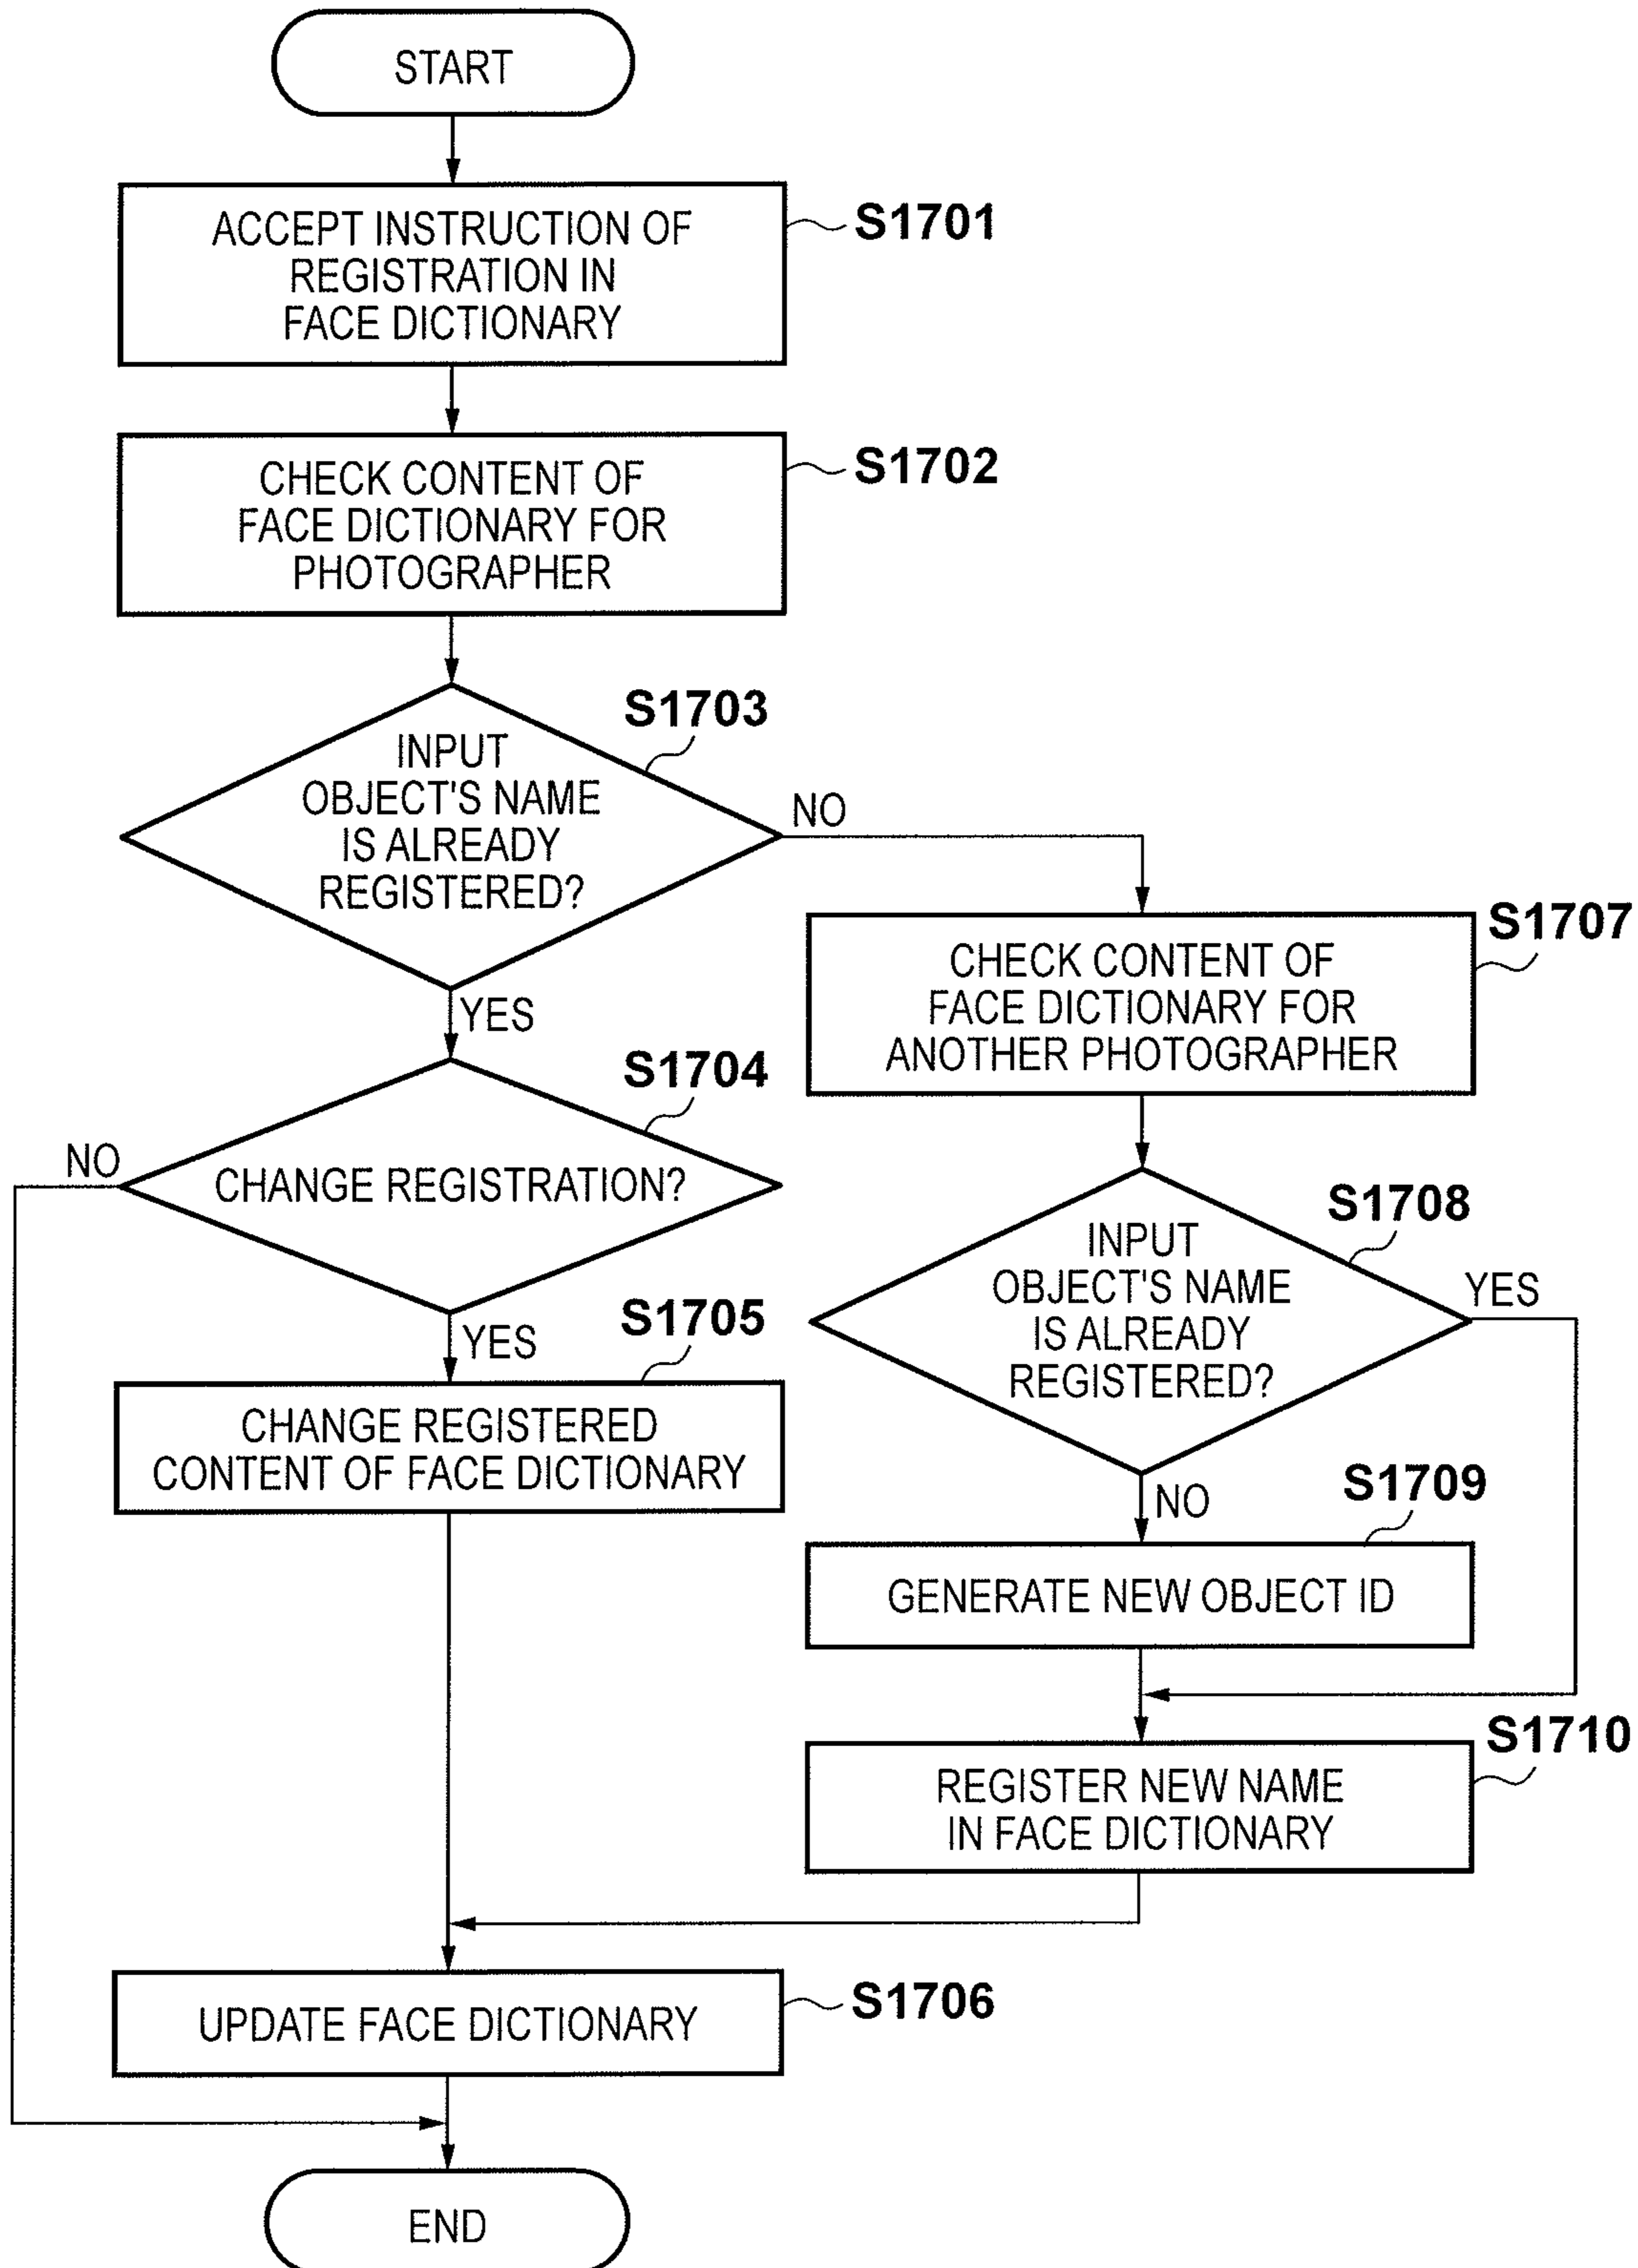 START
ACCEPT INSTRUCTION OF
REGISTRATION IN
FACE DICTIONARY
S1701
CHECK CONTENT OF
FACE DICTIONARY FOR
PHOTOGRAPHER
S1702
S1703
INPUT
OBJECT'S NAME
IS ALREADY
REGISTERED?
NO
YES
S1704
CHANGE REGISTRATION?
NO
YES
S1705
CHANGE REGISTERED
CONTENT OF FACE DICTIONARY
S1707
CHECK CONTENT OF
FACE DICTIONARY FOR
ANOTHER PHOTOGRAPHER
S1708
INPUT
OBJECT'S NAME
IS ALREADY
REGISTERED?
YES
NO
S1709
GENERATE NEW OBJECT ID
S1710
REGISTER NEW NAME
IN FACE DICTIONARY
UPDATE FACE DICTIONARY
S1706
END